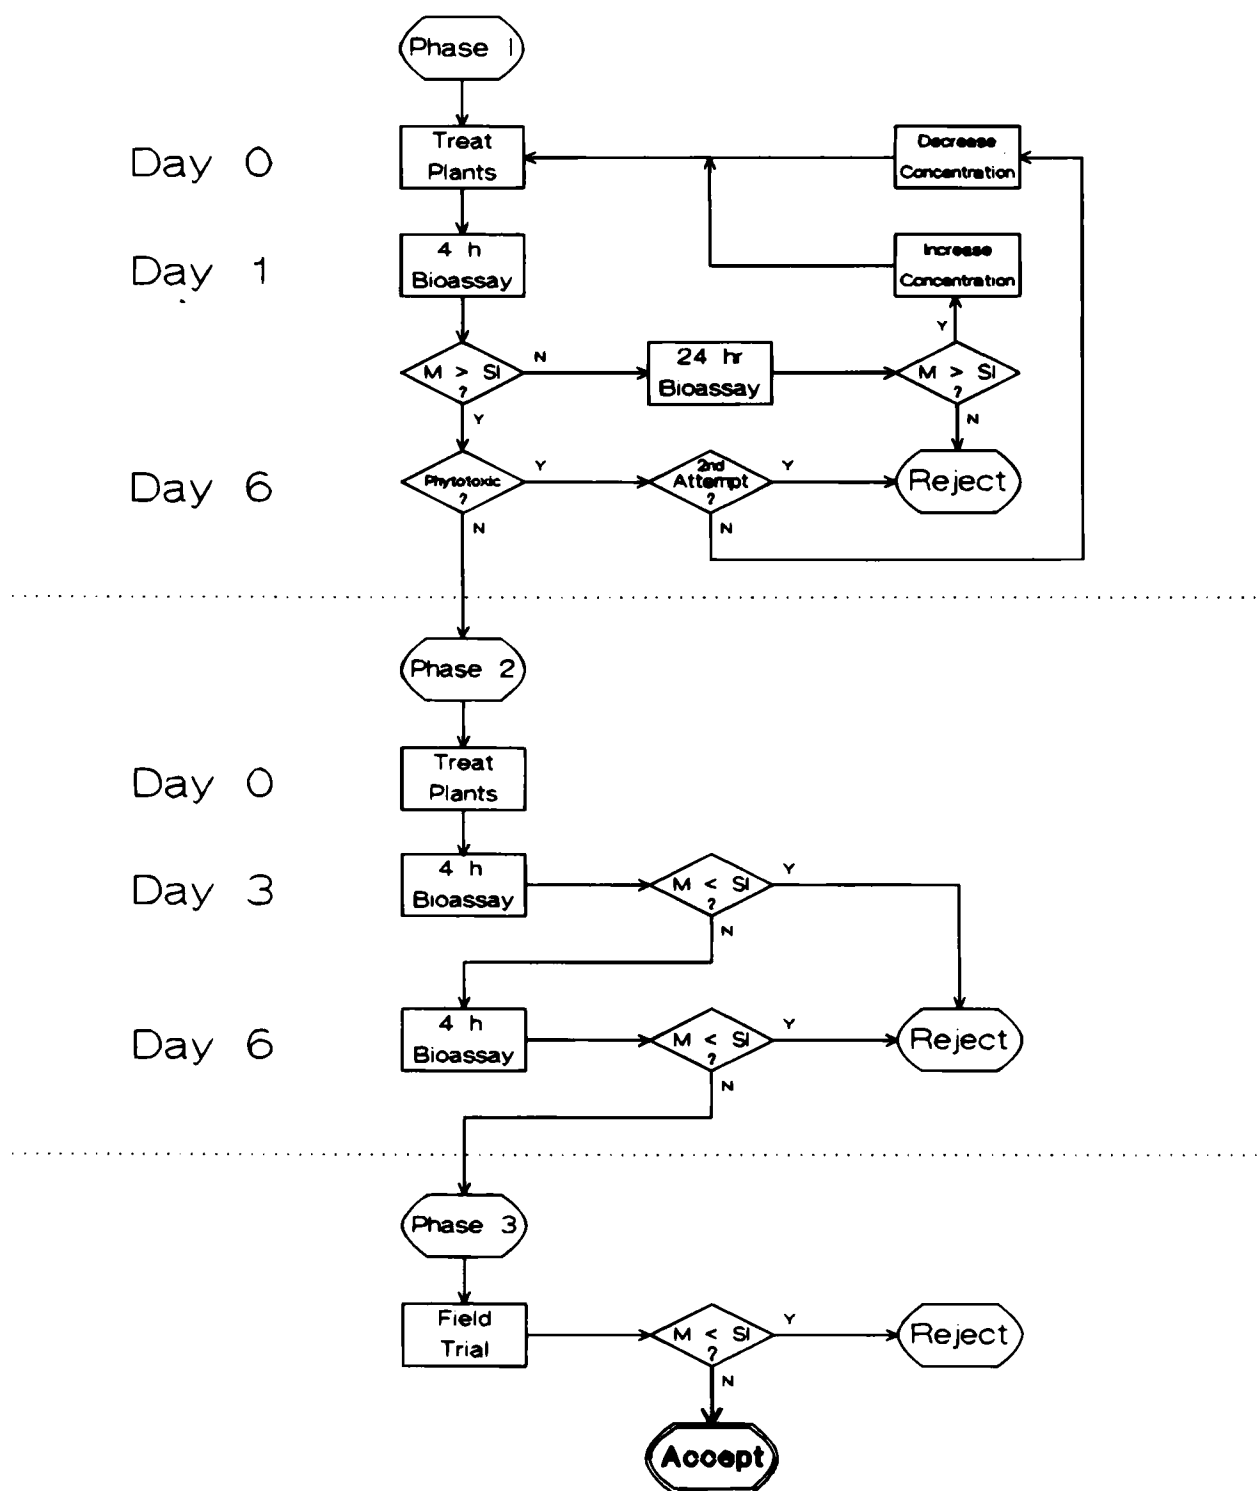 Phase 1
Day 0
Treat
Plants
Decrease
Concentration
Day 1
4 h
Bioassay
Increase
Concentration
M > SI
?
N
24 hr
Bioassay
M > SI
?
Y
N
Y
Day 6
Phytotoxic
?
Y
2nd
Attempt
?
Y
Reject
N
N
Phase 2
Day 0
Treat
Plants
Day 3
4 h
Bioassay
M < SI
?
Y
N
Day 6
4 h
Bioassay
M < SI
?
Y
Reject
N
Phase 3
Field
Trial
M < SI
?
Y
Reject
N
Accept